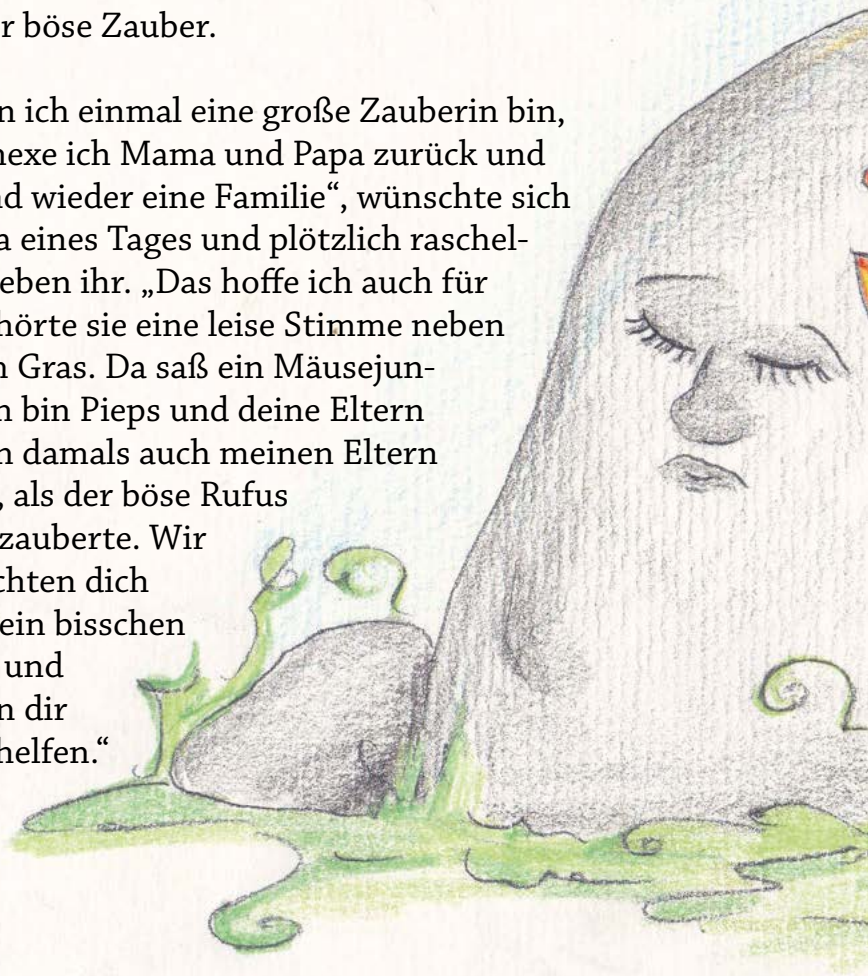 r böse Zauber.
n ich einmal eine große Zauberin bin,
hexe ich Mama und Papa zurück und
d wieder eine Familie“, wünschte sich
a eines Tages und plötzlich raschel-
eben ihr. „Das hoffe ich auch für
hörte sie eine leise Stimme neben
n Gras. Da saß ein Mäusejun-
n bin Pieps und deine Eltern
n damals auch meinen Eltern
, als der böse Rufus
zauberte. Wir
chten dich
ein bisschen
und
n dir
helfen.“